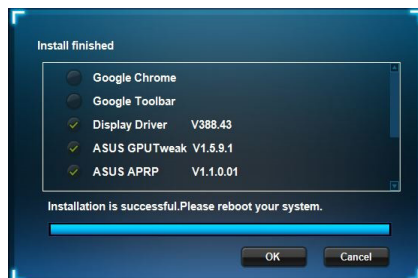 Install finished
Google Chrome
Google Toolbar
Display Driver V388.43
ASUS GPUTweak V1.5.9.1
ASUS APRP V1.1.0.01
Installation is successful.Please reboot your system.
OK Cancel